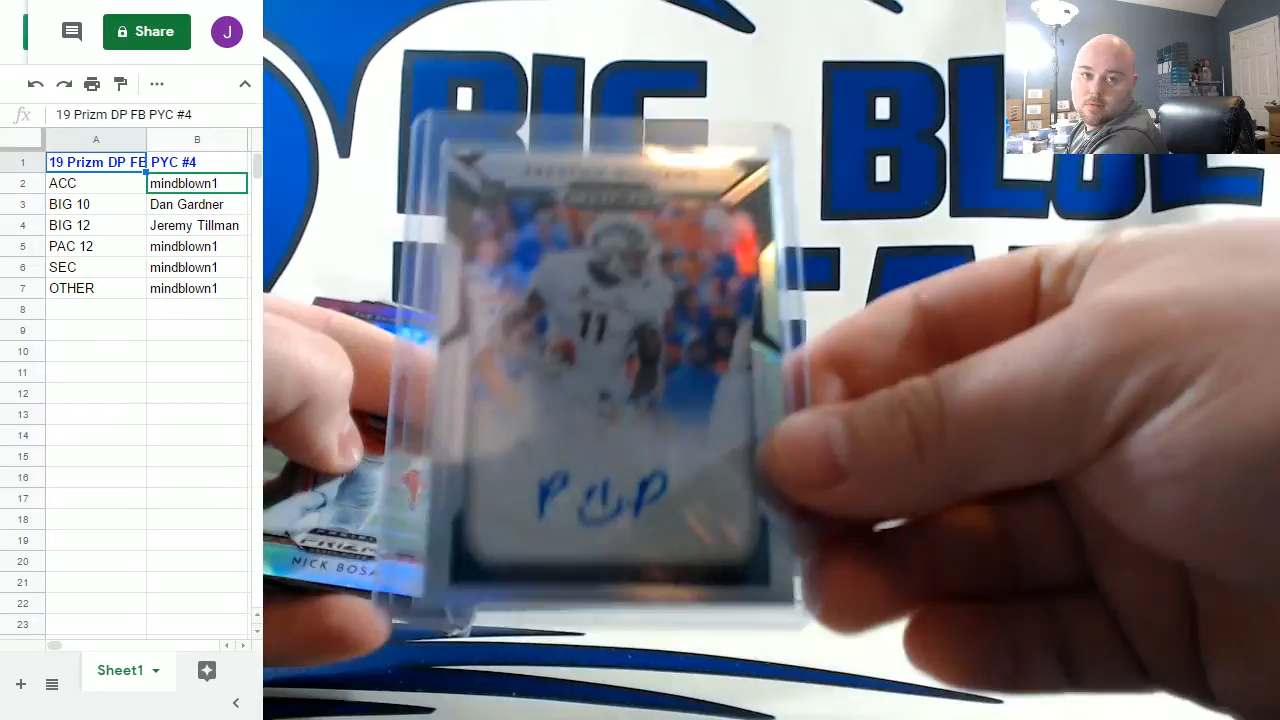 Share
J
fx 19 Prizm DP FB PYC #4
A B
1 19 Prizm DP FB PYC #4
2 ACC mindblown1
3 BIG 10 Dan Gardner
4 BIG 12 Jeremy Tillman
5 PAC 12 mindblown1
6 SEC mindblown1
7 OTHER mindblown1
8
9
10
11
12
13
14
15
16
17
18
19
20
21
22
23
Sheet1
BIG BLUE
11
P P
PRIZM
NICK BOSA